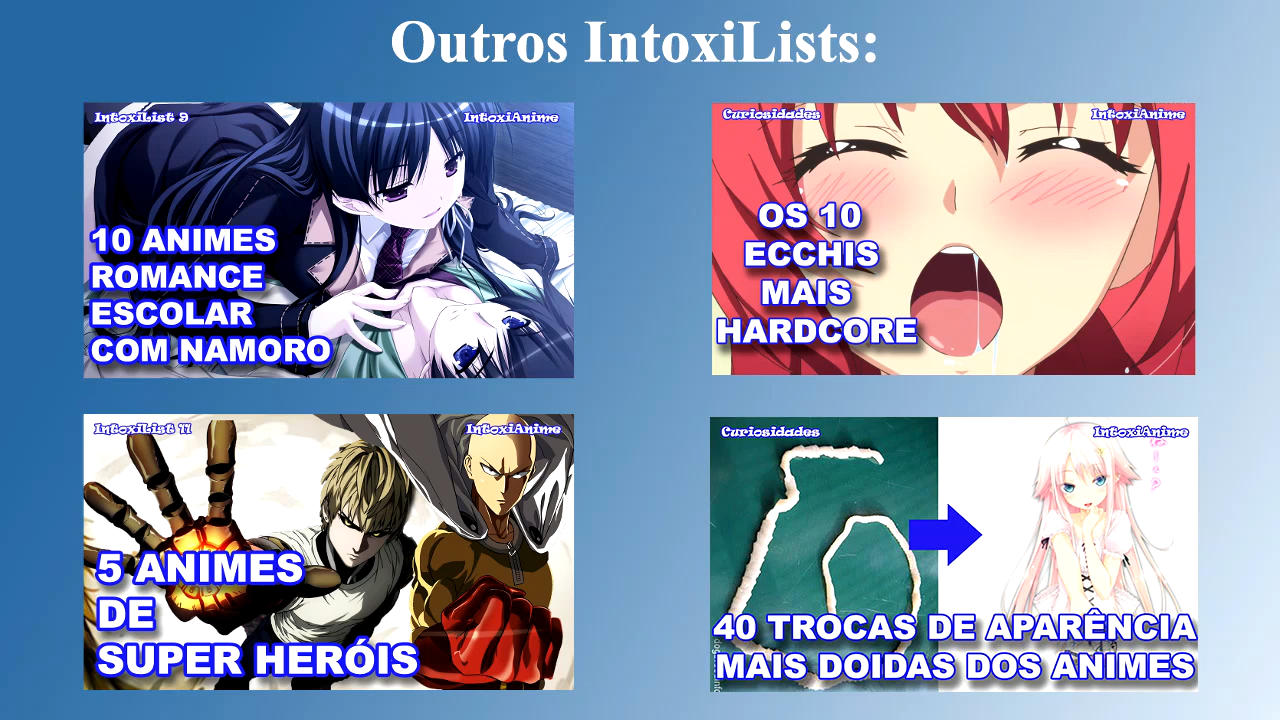 Outros IntoxiLists:
IntoxiList 9
IntoxiAnime
10 ANIMES
ROMANCE
ESCOLAR
COM NAMORO
Curiosidades
IntoxiAnime
OS 10
ECCHIS
MAIS
HARDCORE
IntoxiList 11
IntoxiAnime
5 ANIMES
DE
SUPER HERÓIS
Curiosidades
IntoxiAnime
40 TROCAS DE APARÊNCIA
MAIS DOIDAS DOS ANIMES